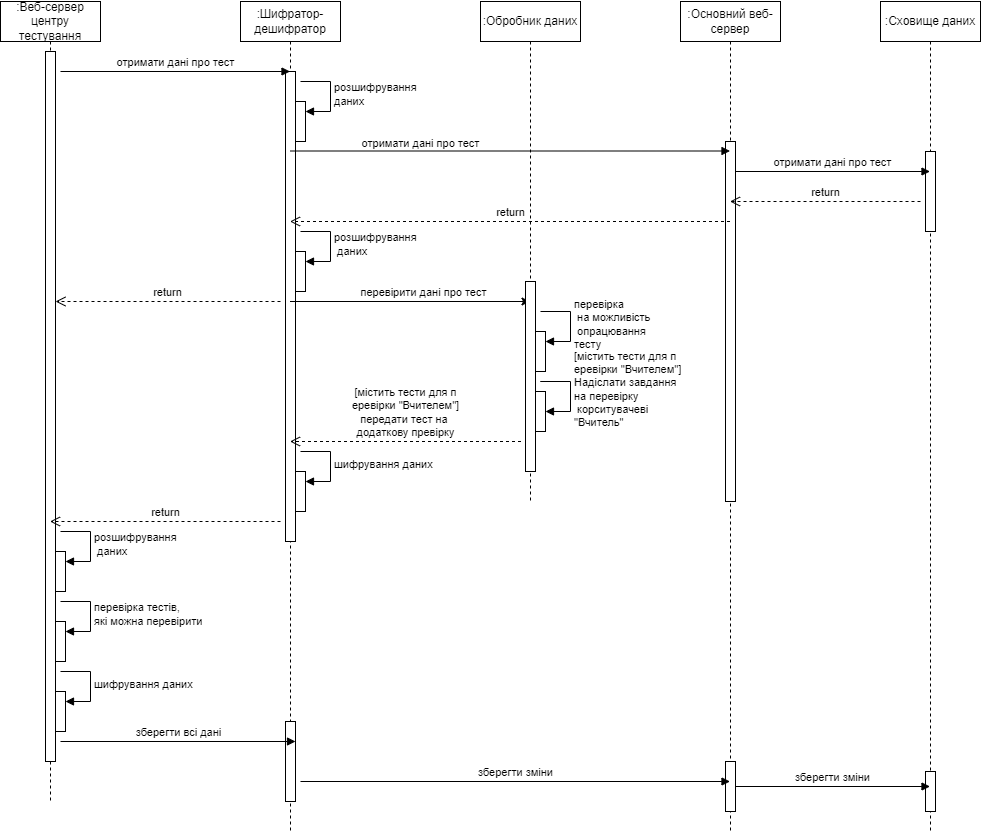 :Веб-сервер
центру
тестування
:Шифратор-
дешифратор
:Обробник даних
:Основний веб-
сервер
:Сховище даних
отримати дані про тест
розшифрування
даних
отримати дані про тест
отримати дані про тест
return
return
розшифрування
даних
return
перевірити дані про тест
перевірка
на можливість
опрацювання
тесту
[містить тести для п
еревірки "Вчителем"]
Надіслати завдання
на перевірку
корситувачеві
"Вчитель"
[містить тести для п
еревірки "Вчителем"]
передати тест на
додаткову превірку
шифрування даних
return
розшифрування
даних
перевірка тестів,
які можна перевірити
шифрування даних
зберегти всі дані
зберегти зміни
зберегти зміни